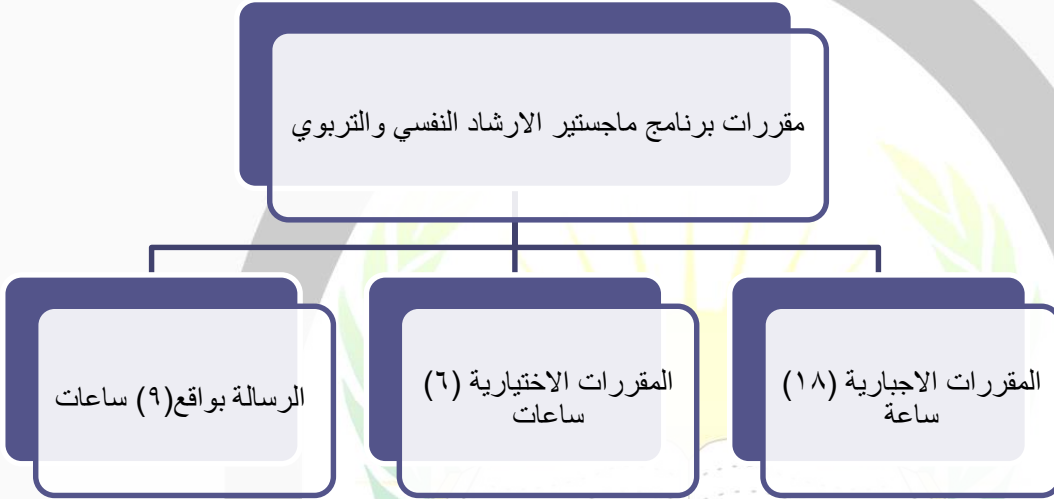 مقررات برنامج ماجستير الارشاد النفسي والتربوي
المقررات الاجبارية (١٨)
ساعة
المقررات الاختيارية (٦)
ساعات
الرسالة بواقع(٩) ساعات